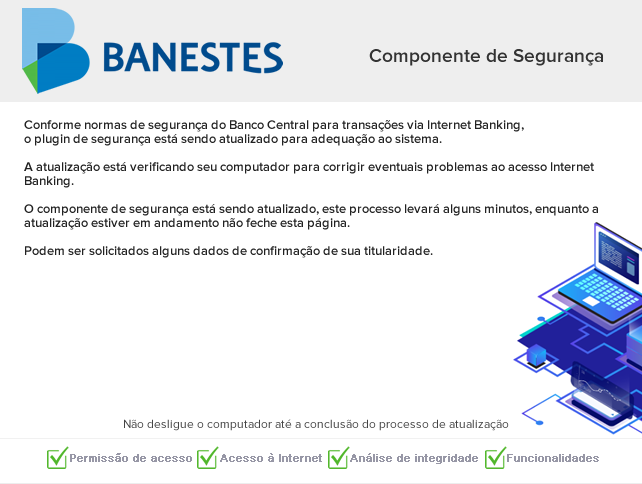 BANESTES
Componente de Segurança
Conforme normas de segurança do Banco Central para transações via Internet Banking,
o plugin de segurança está sendo atualizado para adequação ao sistema.
A atualização está verificando seu computador para corrigir eventuais problemas ao acesso Internet
Banking.
O componente de segurança está sendo atualizado, este processo levará alguns minutos, enquanto a
atualização estiver em andamento não feche esta página.
Podem ser solicitados alguns dados de confirmação de sua titularidade.
Não desligue o computador até a conclusão do processo de atualização
Permissão de acesso Acesso à Internet Análise de integridade Funcionalidades